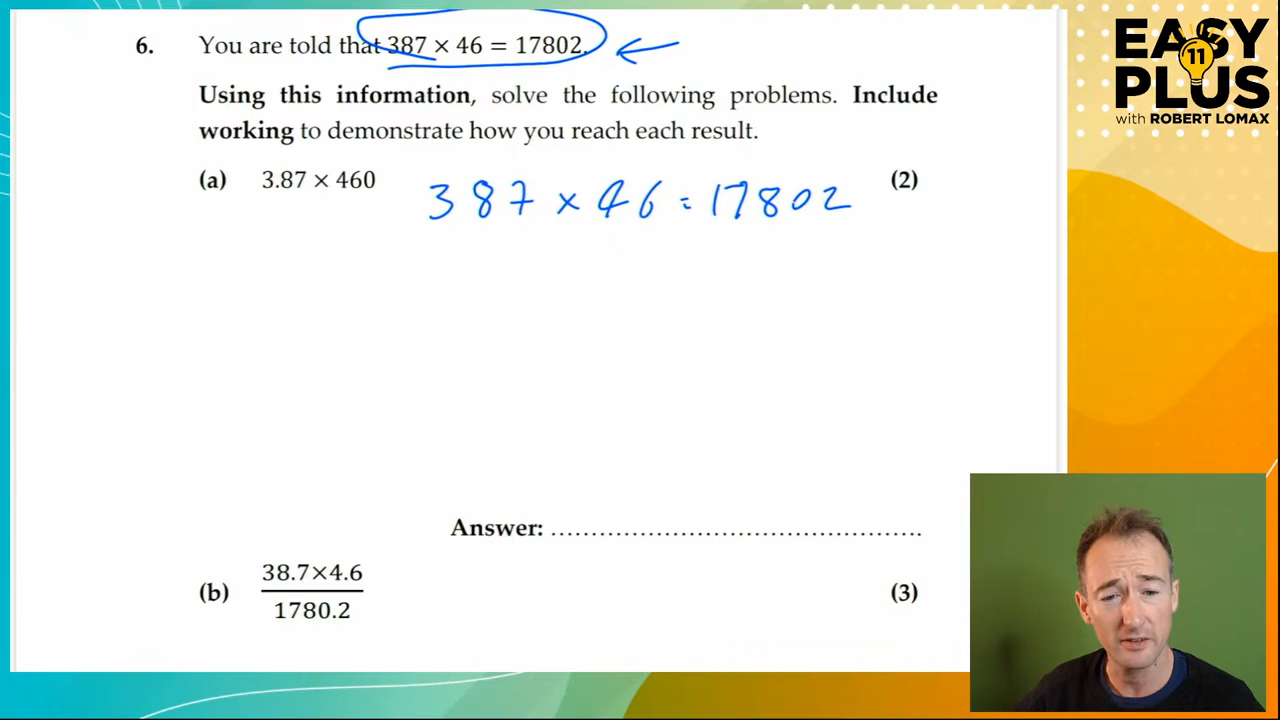 6. You are told that 387 × 46 = 17802.
Using this information, solve the following problems. Include
working to demonstrate how you reach each result.
(a) 3.87 × 460 (2)
387 × 46 = 17802
Answer: ................................................
(b) 38.7×4.6 (3)
1780.2
EASY
11
PLUS
with ROBERT LOMAX